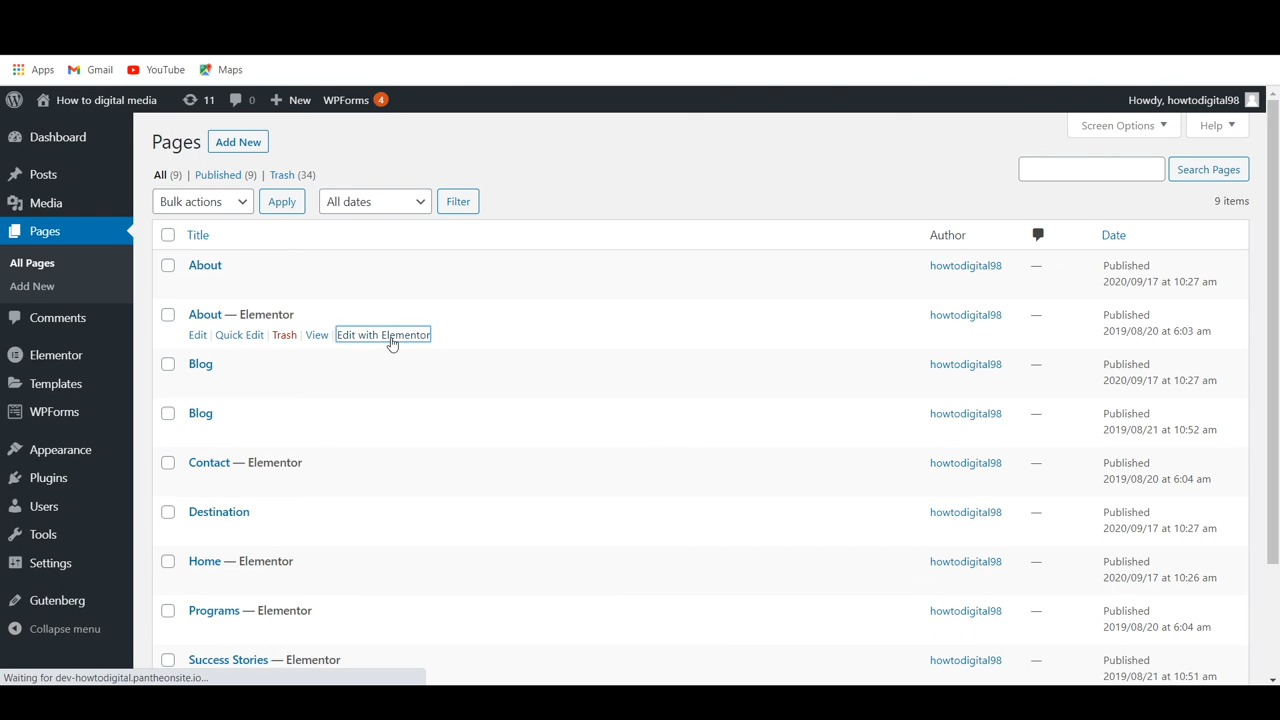 Apps Gmail YouTube Maps
How to digital media 11 0 New WPForms 4 Howdy, howtodigital98
Screen Options Help
Dashboard
Posts
Media
Pages
All Pages
Add New
Comments
Elementor
Templates
WPForms
Appearance
Plugins
Users
Tools
Settings
Gutenberg
Collapse menu
Pages Add New
All (9) | Published (9) | Trash (34)
Search Pages
Bulk actions Apply All dates Filter 9 items
Title Author Date
About howtodigital98 — Published
2020/09/17 at 10:27 am
About — Elementor howtodigital98 — Published
2019/08/20 at 6:03 am
Edit | Quick Edit | Trash | View | Edit with Elementor
Blog howtodigital98 — Published
2020/09/17 at 10:27 am
Blog howtodigital98 — Published
2019/08/21 at 10:52 am
Contact — Elementor howtodigital98 — Published
2019/08/20 at 6:04 am
Destination howtodigital98 — Published
2020/09/17 at 10:27 am
Home — Elementor howtodigital98 — Published
2020/09/17 at 10:26 am
Programs — Elementor howtodigital98 — Published
2019/08/20 at 6:04 am
Success Stories — Elementor howtodigital98 — Published
2019/08/21 at 10:51 am
Waiting for dev-howtodigital.pantheonsite.io...